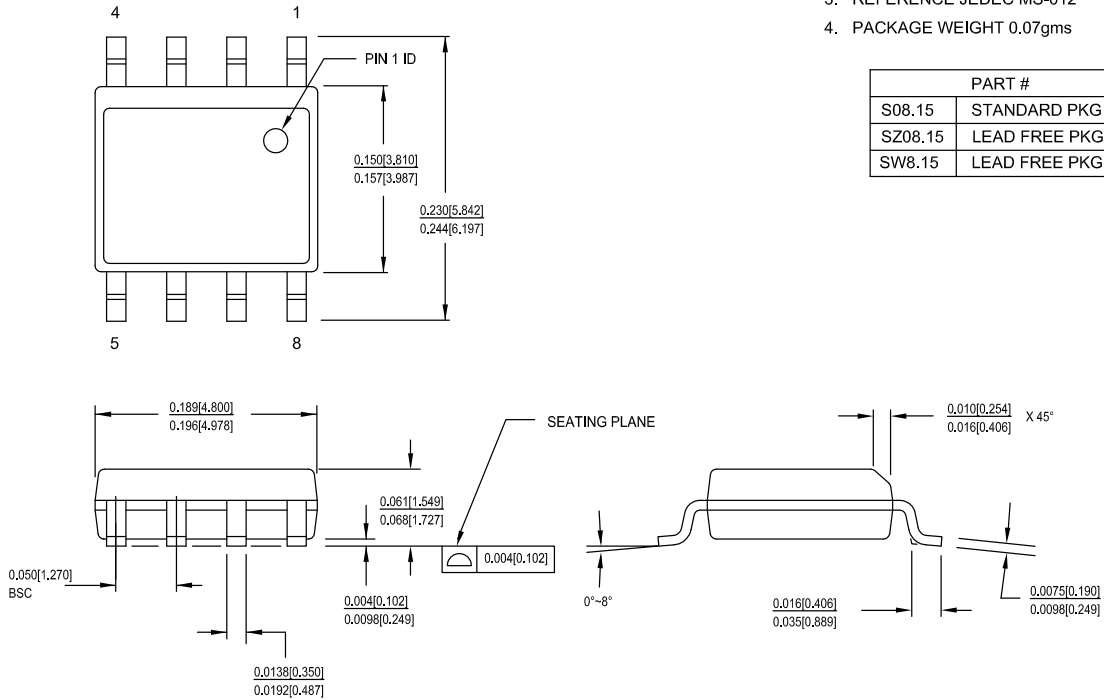 4. PACKAGE WEIGHT 0.07gms
PART #
S08.15 STANDARD PKG
SZ08.15 LEAD FREE PKG
SW8.15 LEAD FREE PKG
4 1
PIN 1 ID
0.150[3.810]
0.157[3.987]
0.230[5.842]
0.244[6.197]
5 8
0.189[4.800]
0.196[4.978]
SEATING PLANE
0.010[0.254]
0.016[0.406]
X 45°
0.061[1.549]
0.068[1.727]
0.004[0.102]
0.050[1.270]
BSC
0.004[0.102]
0.0098[0.249]
0°~8°
0.016[0.406]
0.035[0.889]
0.0075[0.190]
0.0098[0.249]
0.0138[0.350]
0.0192[0.487]